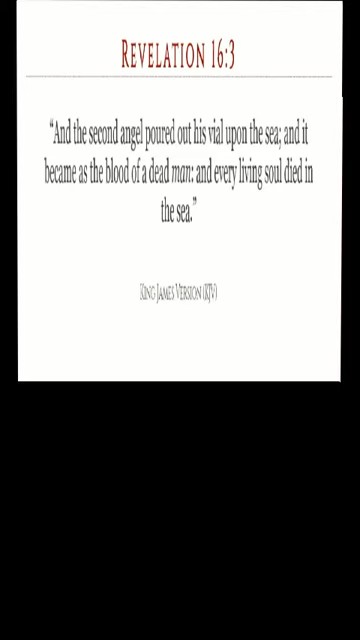 Revelation 16:3
“And the second angel poured out his vial upon the sea; and it
became as the blood of a dead man: and every living soul died in
the sea.”
King James Version (KJV)